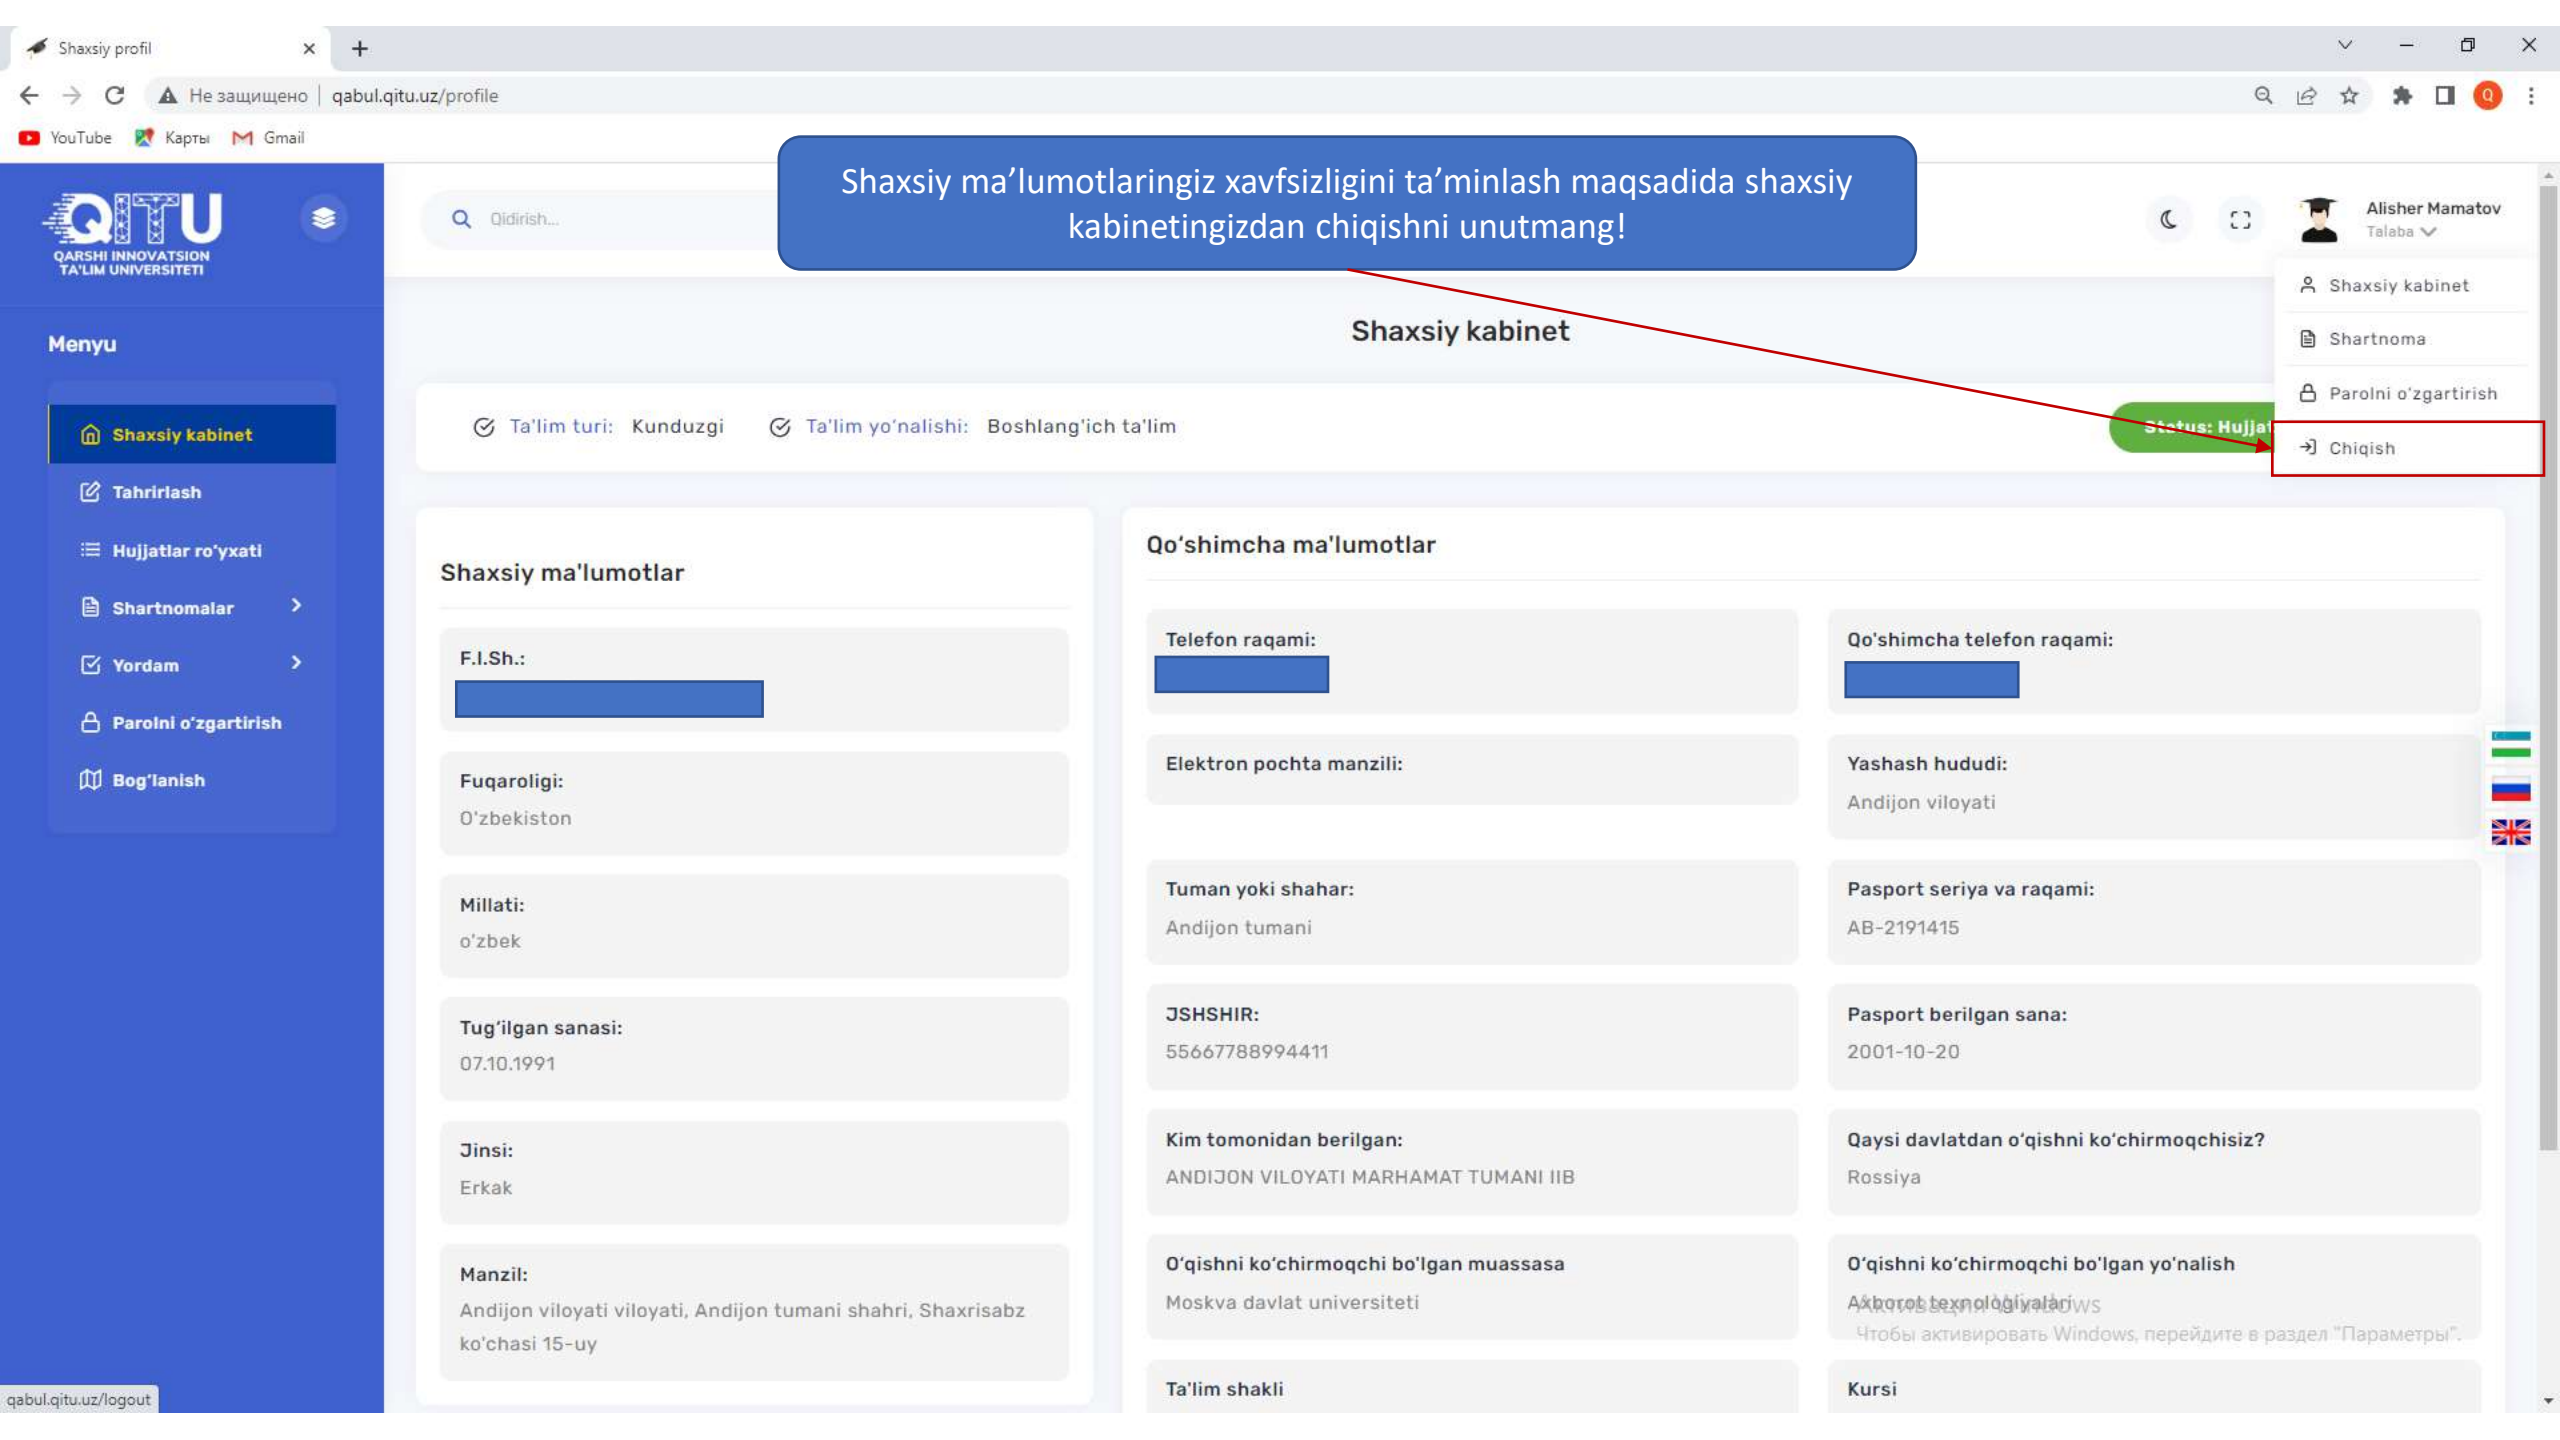 Shaxsiy profil
Не защищено | qabul.qitu.uz/profile
YouTube Карты Gmail
Shaxsiy ma’lumotlaringiz xavfsizligini ta’minlash maqsadida shaxsiy
kabinetingizdan chiqishni unutmang!
QITU
QARSHI INNOVATSION
TA'LIM UNIVERSITETI
Qidirish...
Alisher Mamatov
Talaba
Shaxsiy kabinet
Shartnoma
Parolni o‘zgartirish
Chiqish
Menyu
Shaxsiy kabinet
Tahrirlash
Hujjatlar ro‘yxati
Shartnomalar
Yordam
Parolni o‘zgartirish
Bog‘lanish
Shaxsiy kabinet
Ta'lim turi: Kunduzgi Ta'lim yo‘nalishi: Boshlang'ich ta'lim
Status: Hujjat
Shaxsiy ma'lumotlar
F.I.Sh.:
Fuqaroligi:
O'zbekiston
Millati:
o'zbek
Tug‘ilgan sanasi:
07.10.1991
Jinsi:
Erkak
Manzil:
Andijon viloyati viloyati, Andijon tumani shahri, Shaxrisabz
ko'chasi 15-uy
Qo‘shimcha ma'lumotlar
Telefon raqami:
Qo'shimcha telefon raqami:
Elektron pochta manzili:
Yashash hududi:
Andijon viloyati
Tuman yoki shahar:
Andijon tumani
Pasport seriya va raqami:
AB-2191415
JSHSHIR:
55667788994411
Pasport berilgan sana:
2001-10-20
Kim tomonidan berilgan:
ANDIJON VILOYATI MARHAMAT TUMANI IIB
Qaysi davlatdan o‘qishni ko‘chirmoqchisiz?
Rossiya
O‘qishni ko‘chirmoqchi bo'lgan muassasa
Moskva davlat universiteti
O‘qishni ko‘chirmoqchi bo'lgan yo‘nalish
Axborot texnologiyalari
Активация Windows
Чтобы активировать Windows, перейдите в раздел "Параметры".
Ta'lim shakli
Kursi
qabul.qitu.uz/logout